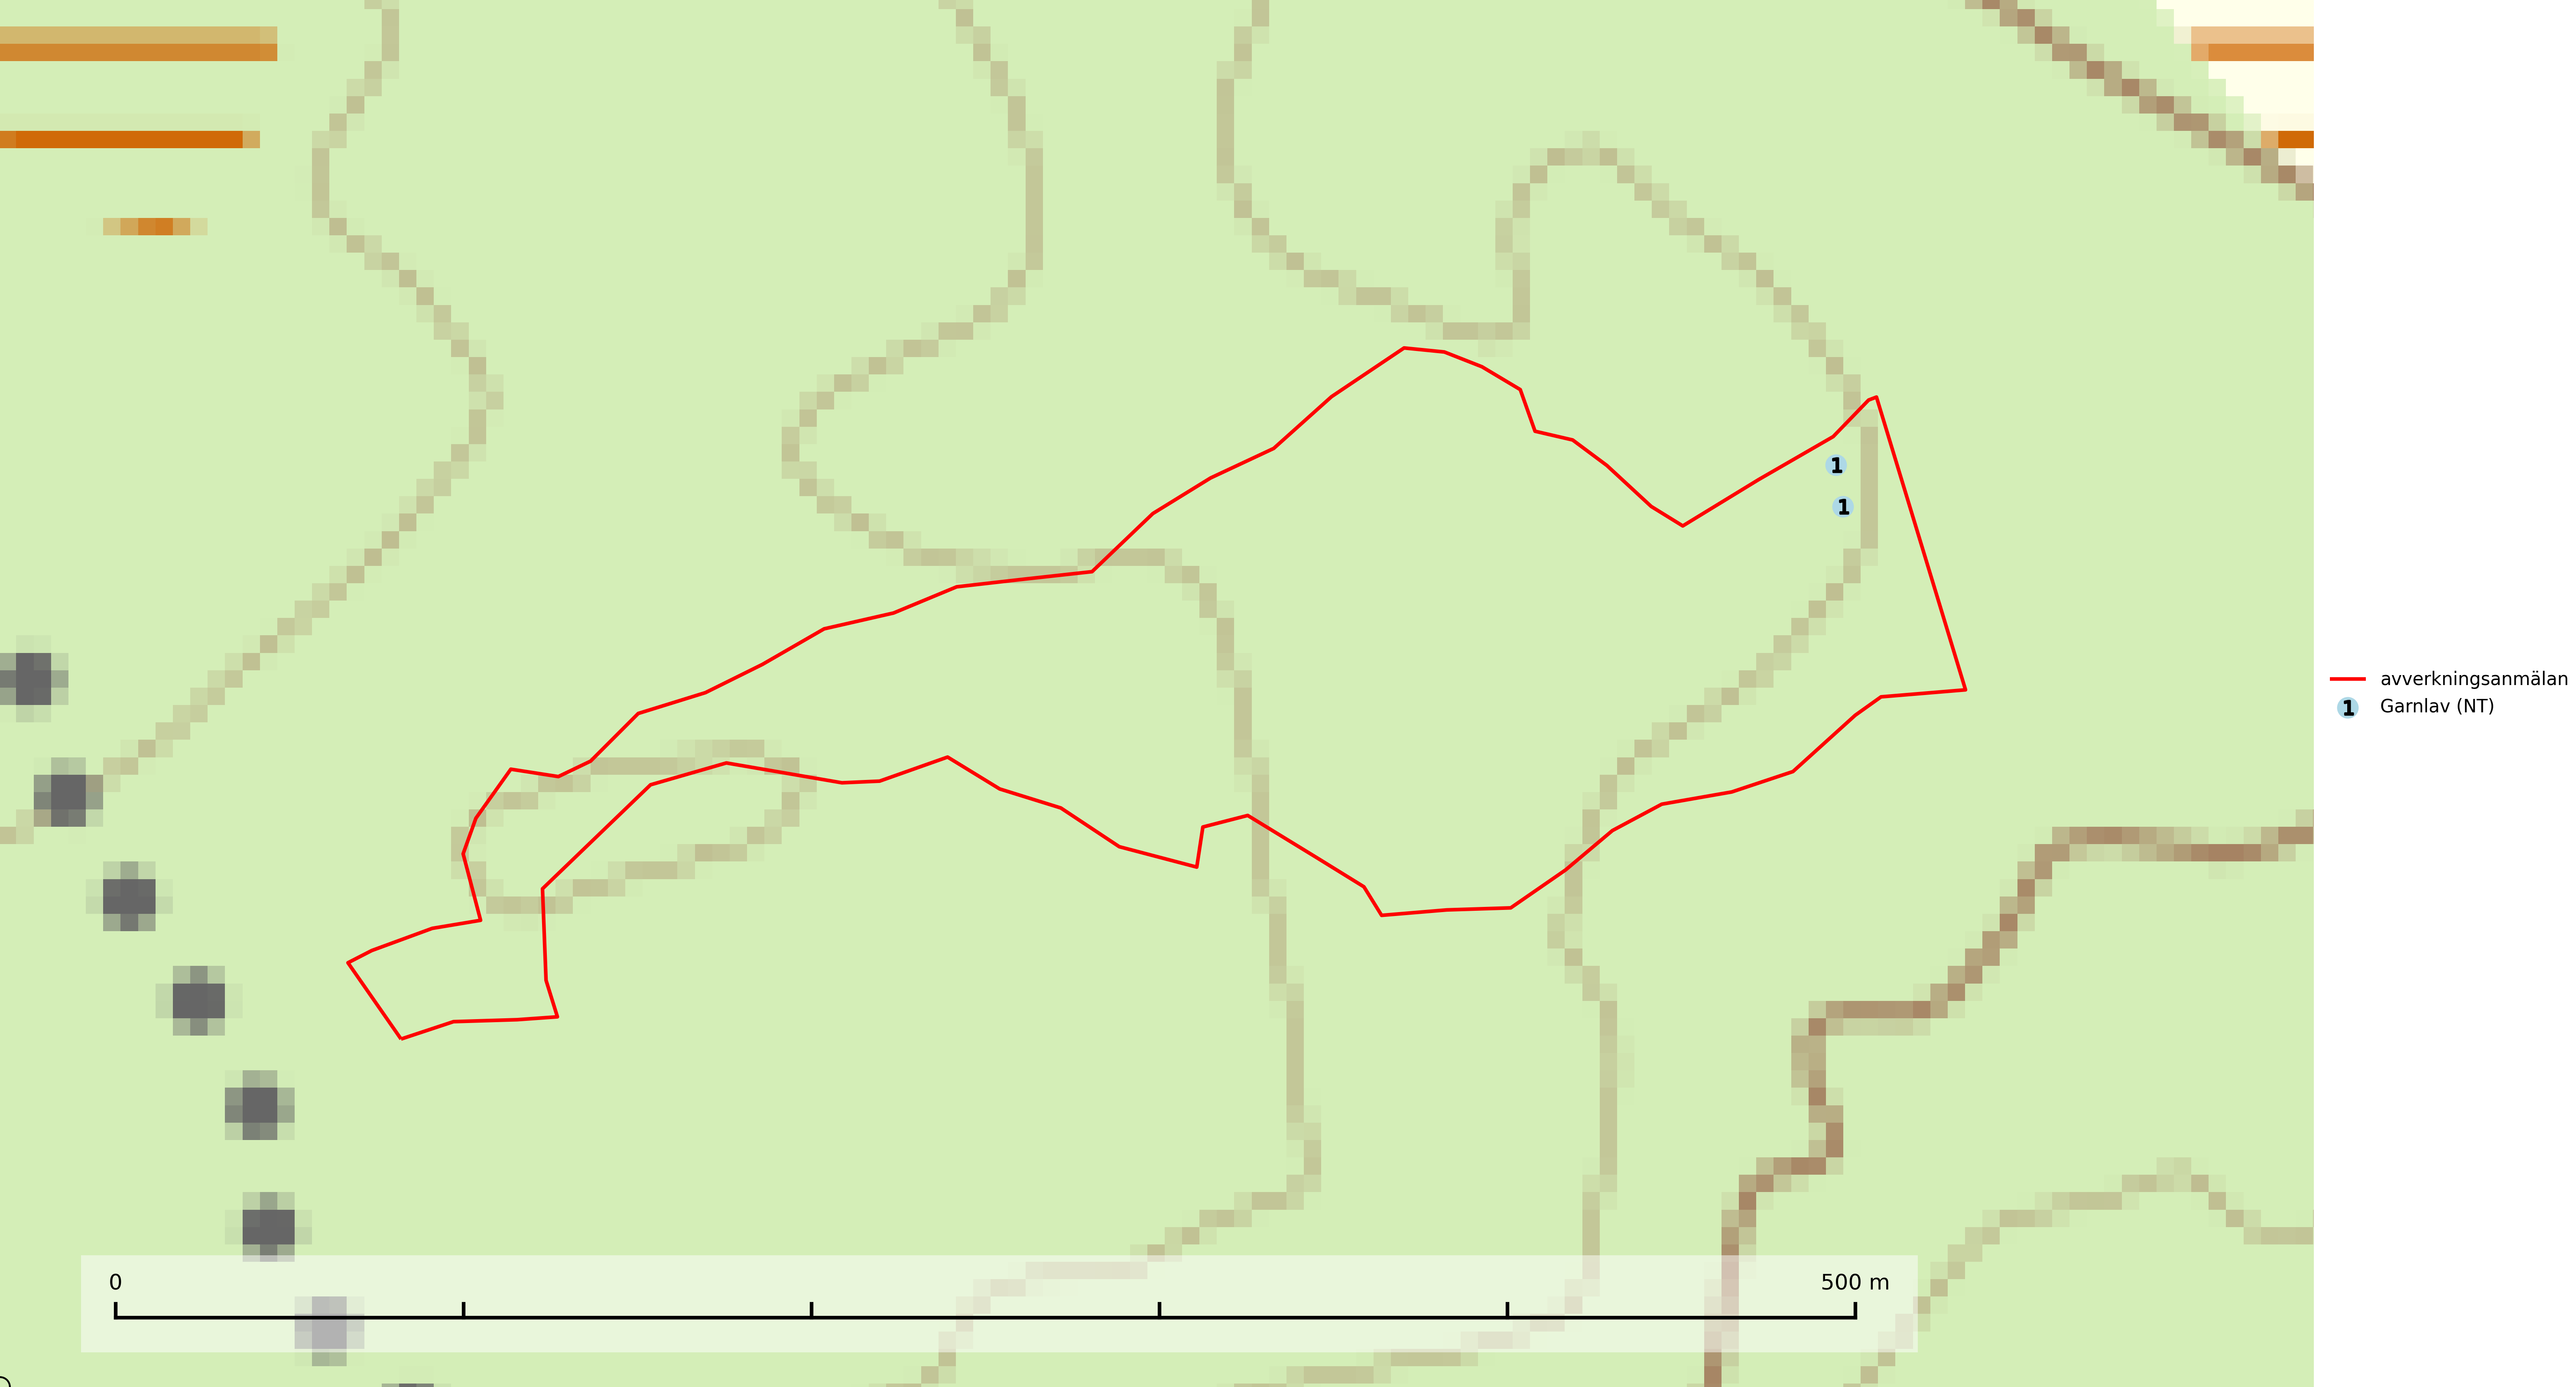 1
1
avverkningsanmälan
1 Garnlav (NT)
0 500 m